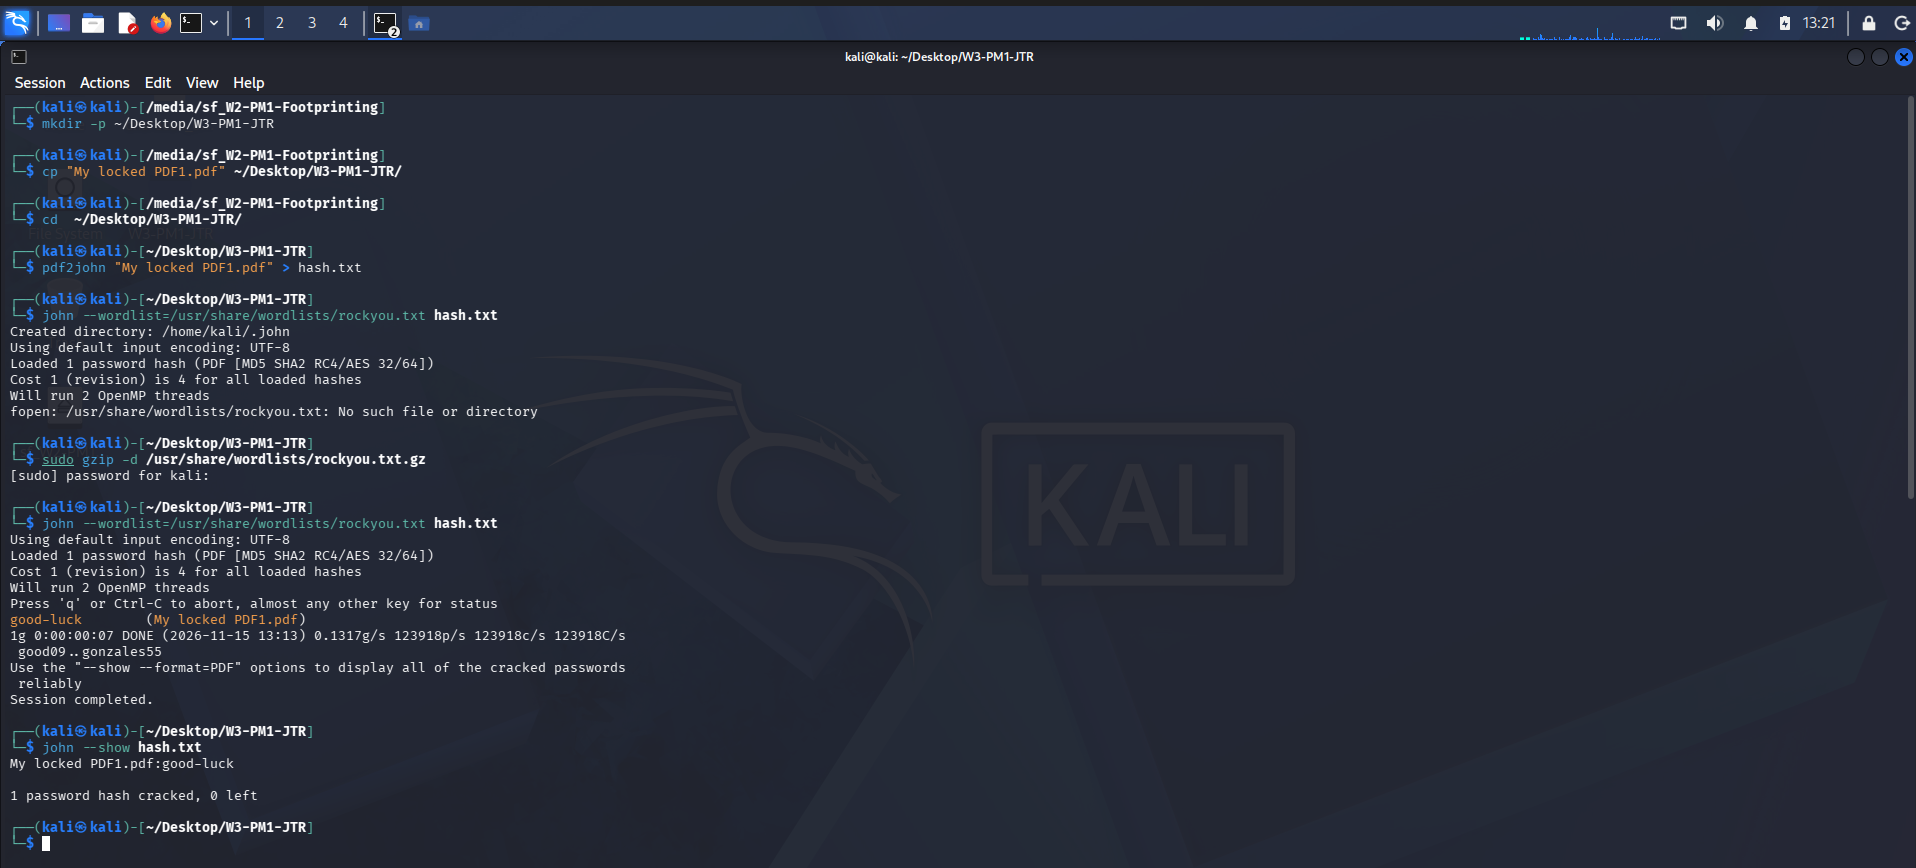 1 2 3 4 2 13:21
kali@kali: ~/Desktop/W3-PM1-JTR
Session Actions Edit View Help
┌──(kali㉿kali)-[/media/sf_W2-PM1-Footprinting]
└─$ mkdir -p ~/Desktop/W3-PM1-JTR
┌──(kali㉿kali)-[/media/sf_W2-PM1-Footprinting]
└─$ cp "My locked PDF1.pdf" ~/Desktop/W3-PM1-JTR/
┌──(kali㉿kali)-[/media/sf_W2-PM1-Footprinting]
└─$ cd  ~/Desktop/W3-PM1-JTR/
┌──(kali㉿kali)-[~/Desktop/W3-PM1-JTR]
└─$ pdf2john "My locked PDF1.pdf" > hash.txt
┌──(kali㉿kali)-[~/Desktop/W3-PM1-JTR]
└─$ john --wordlist=/usr/share/wordlists/rockyou.txt hash.txt
Created directory: /home/kali/.john
Using default input encoding: UTF-8
Loaded 1 password hash (PDF [MD5 SHA2 RC4/AES 32/64])
Cost 1 (revision) is 4 for all loaded hashes
Will run 2 OpenMP threads
fopen: /usr/share/wordlists/rockyou.txt: No such file or directory
┌──(kali㉿kali)-[~/Desktop/W3-PM1-JTR]
└─$ sudo gzip -d /usr/share/wordlists/rockyou.txt.gz
[sudo] password for kali:
┌──(kali㉿kali)-[~/Desktop/W3-PM1-JTR]
└─$ john --wordlist=/usr/share/wordlists/rockyou.txt hash.txt
Using default input encoding: UTF-8
Loaded 1 password hash (PDF [MD5 SHA2 RC4/AES 32/64])
Cost 1 (revision) is 4 for all loaded hashes
Will run 2 OpenMP threads
Press 'q' or Ctrl-C to abort, almost any other key for status
good-luck        (My locked PDF1.pdf)
1g 0:00:00:07 DONE (2026-11-15 13:13) 0.1317g/s 123918p/s 123918c/s 123918C/s
good09..gonzales55
Use the "--show --format=PDF" options to display all of the cracked passwords
reliably
Session completed.
┌──(kali㉿kali)-[~/Desktop/W3-PM1-JTR]
└─$ john --show hash.txt
My locked PDF1.pdf:good-luck
1 password hash cracked, 0 left
┌──(kali㉿kali)-[~/Desktop/W3-PM1-JTR]
└─$
KALI